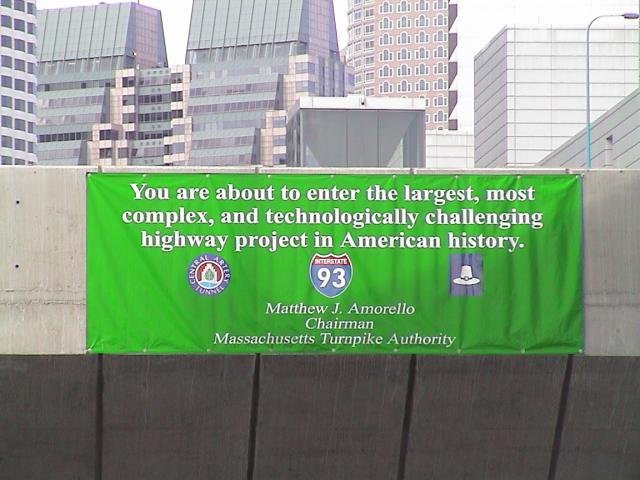 You are about to enter the largest, most
complex, and technologically challenging
highway project in American history.
CENTRAL ARTERY
TUNNEL
INTERSTATE
93
Matthew J. Amorello
Chairman
Massachusetts Turnpike Authority